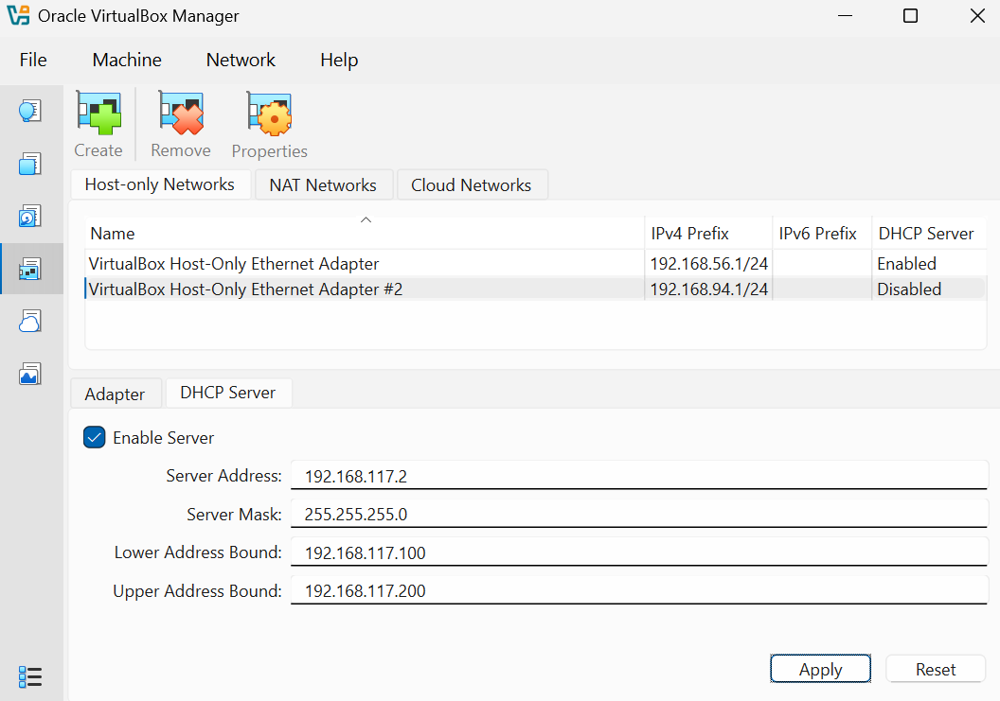 Oracle VirtualBox Manager
File Machine Network Help
Create Remove Properties
Host-only Networks NAT Networks Cloud Networks
Name IPv4 Prefix IPv6 Prefix DHCP Server
VirtualBox Host-Only Ethernet Adapter 192.168.56.1/24 Enabled
VirtualBox Host-Only Ethernet Adapter #2 192.168.94.1/24 Disabled
Adapter DHCP Server
Enable Server
Server Address: 192.168.117.2
Server Mask: 255.255.255.0
Lower Address Bound: 192.168.117.100
Upper Address Bound: 192.168.117.200
Apply Reset